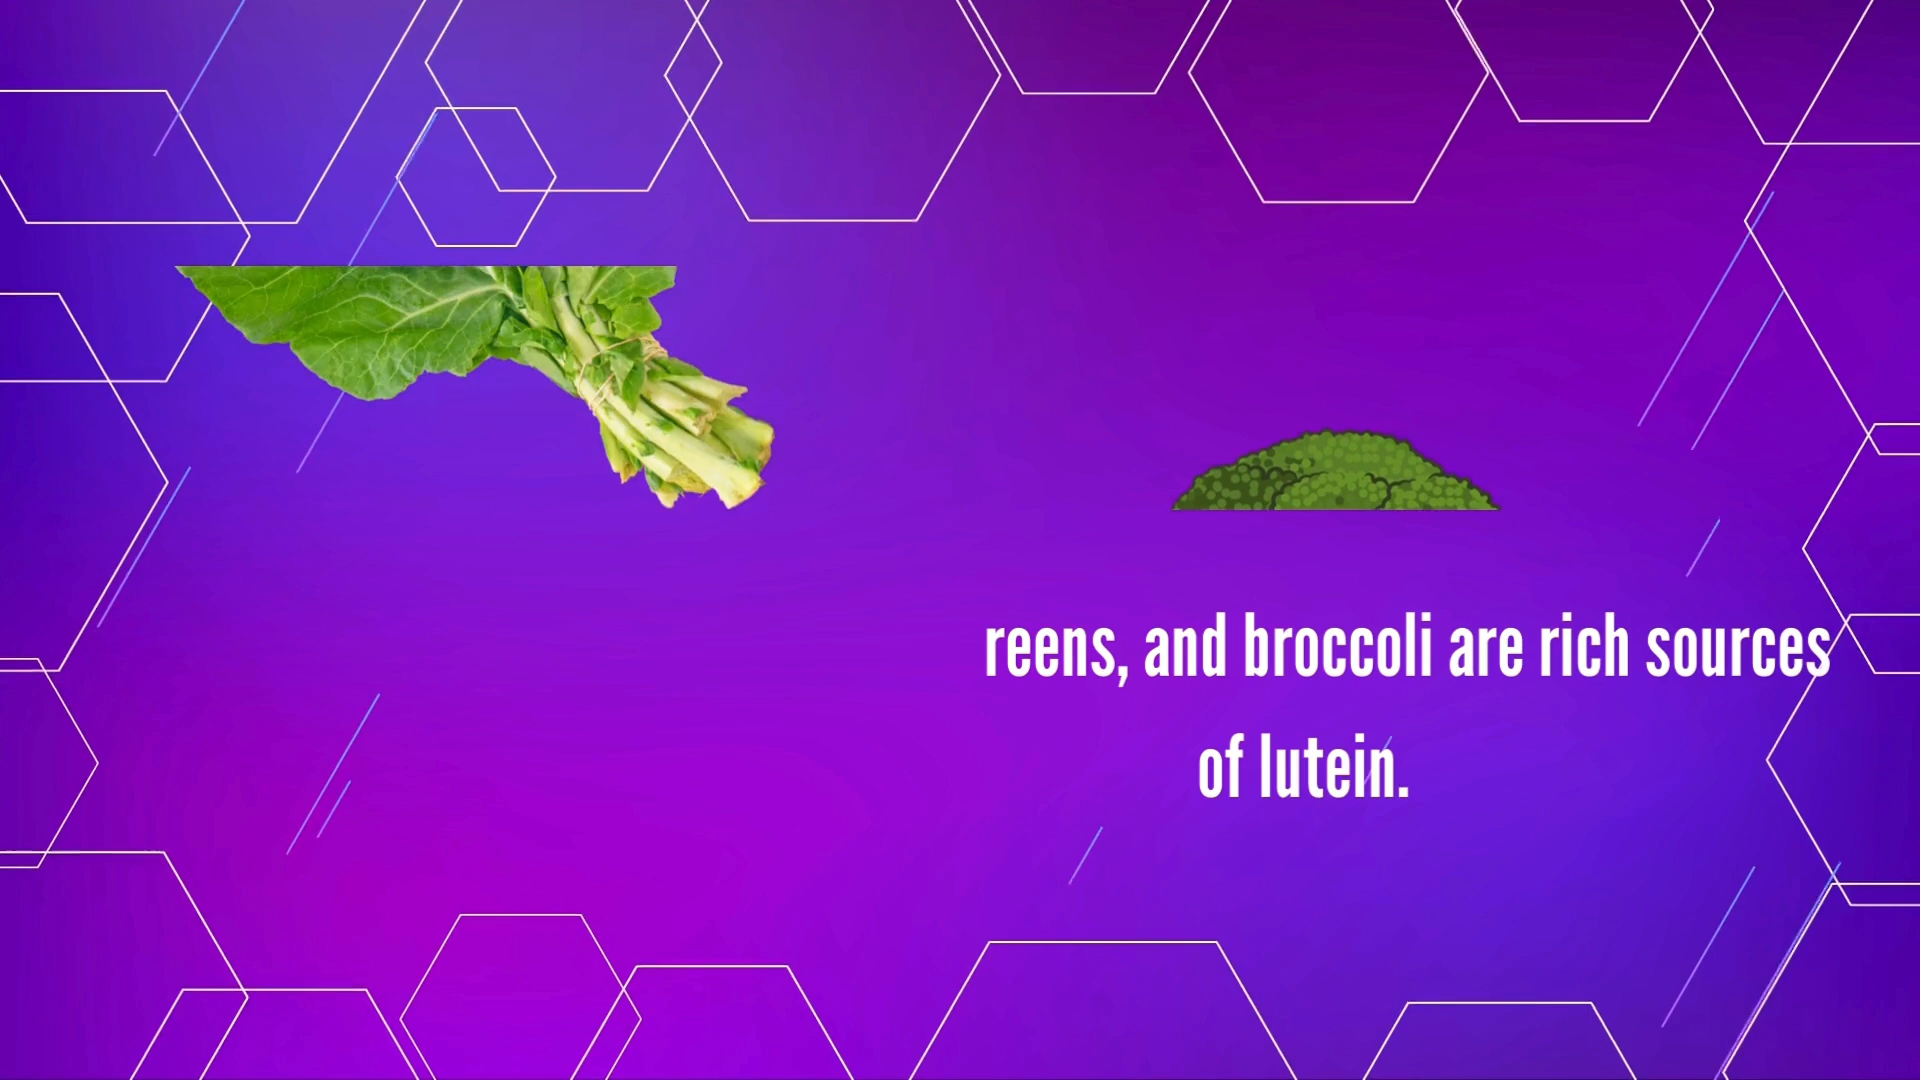 reens, and broccoli are rich sources
of lutein.